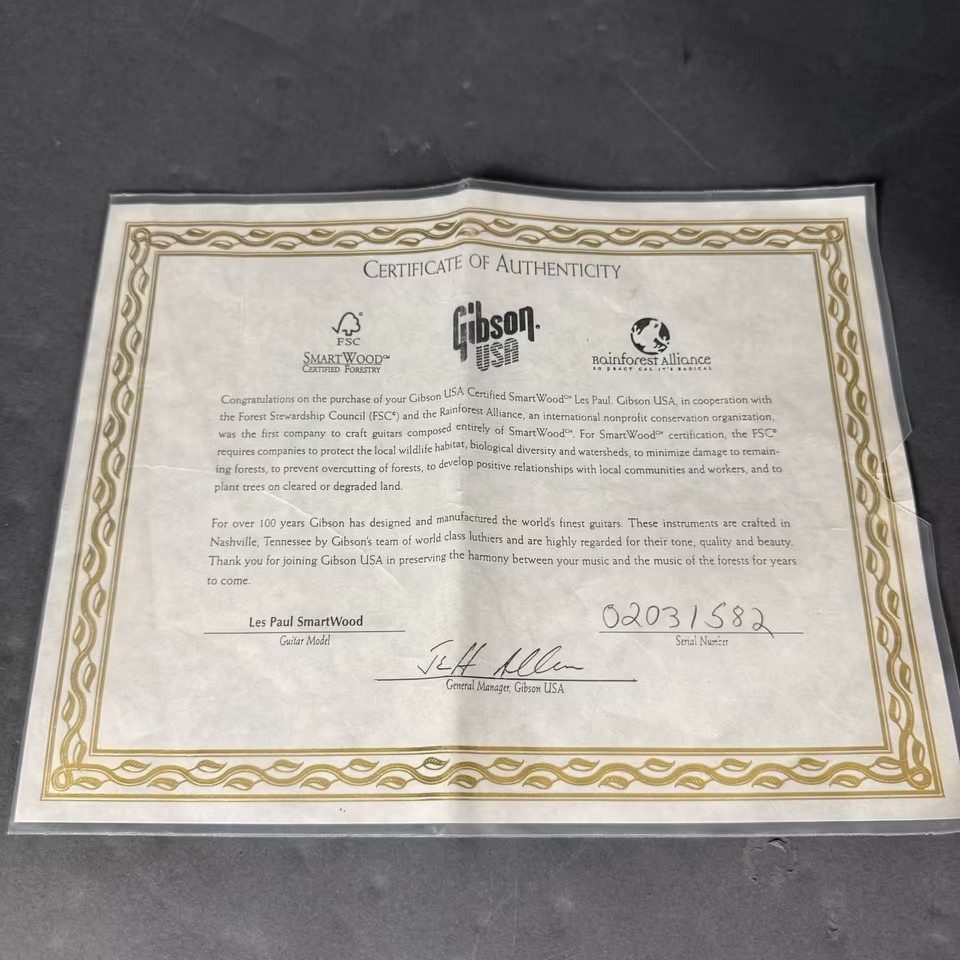 CERTIFICATE OF AUTHENTICITY
FSC
SMARTWOOD℠
CERTIFIED FORESTRY
Gibson.
USA
Rainforest Alliance
Congratulations on the purchase of your Gibson USA Certified SmartWood℠ Les Paul. Gibson USA, in cooperation with
the Forest Stewardship Council (FSC®) and the Rainforest Alliance, an international nonprofit conservation organization,
was the first company to craft guitars composed entirely of SmartWood℠. For SmartWood℠ certification, the FSC®
requires companies to protect the local wildlife habitat, biological diversity and watersheds, to minimize damage to remain-
ing forests, to prevent overcutting of forests, to develop positive relationships with local communities and workers, and to
plant trees on cleared or degraded land.
For over 100 years Gibson has designed and manufactured the world's finest guitars. These instruments are crafted in
Nashville, Tennessee by Gibson's team of world class luthiers and are highly regarded for their tone, quality and beauty.
Thank you for joining Gibson USA in preserving the harmony between your music and the music of the forests for years
to come.
Les Paul SmartWood
Guitar Model
02031582
Serial Number
Jeff Allen
General Manager, Gibson USA